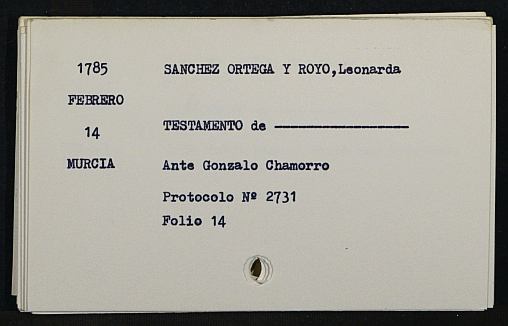 1785 SANCHEZ ORTEGA Y ROYO,Leonarda
FEBRERO
14 TESTAMENTO de ------------------
MURCIA Ante Gonzalo Chamorro
Protocolo Nº 2731
Folio 14